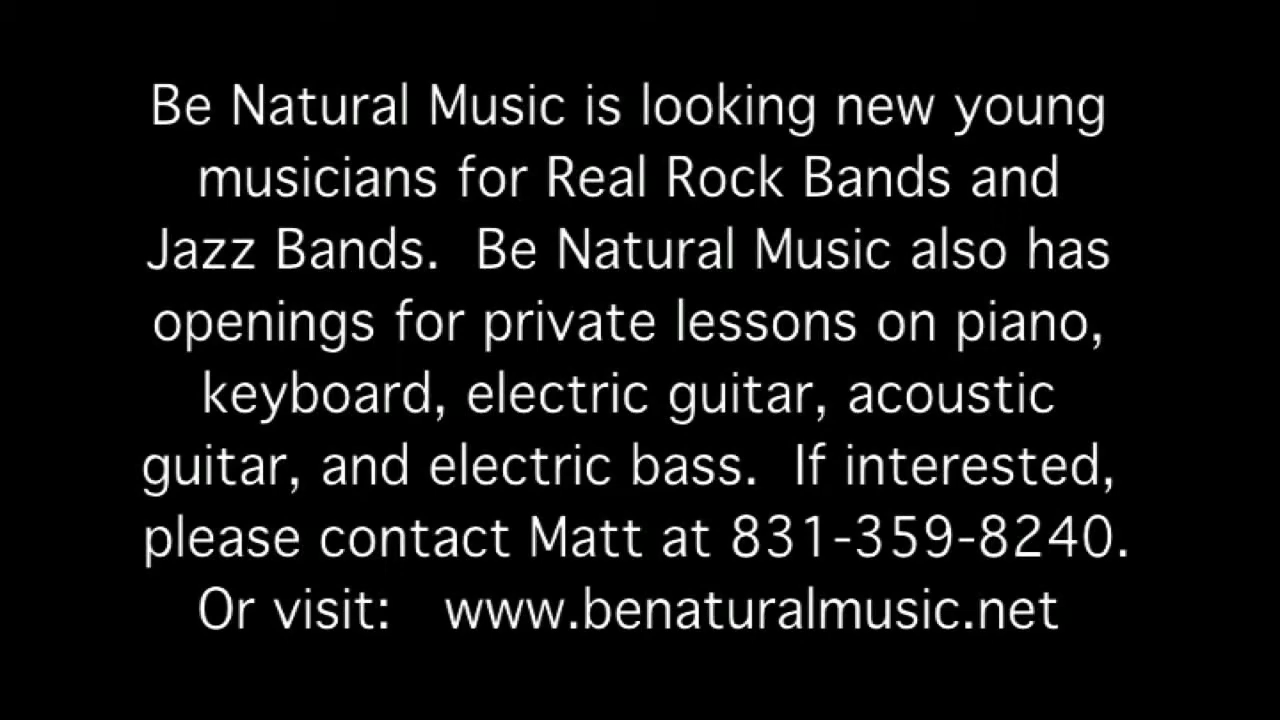 Be Natural Music is looking new young
musicians for Real Rock Bands and
Jazz Bands.  Be Natural Music also has
openings for private lessons on piano,
keyboard, electric guitar, acoustic
guitar, and electric bass.  If interested,
please contact Matt at 831-359-8240.
Or visit:   www.benaturalmusic.net